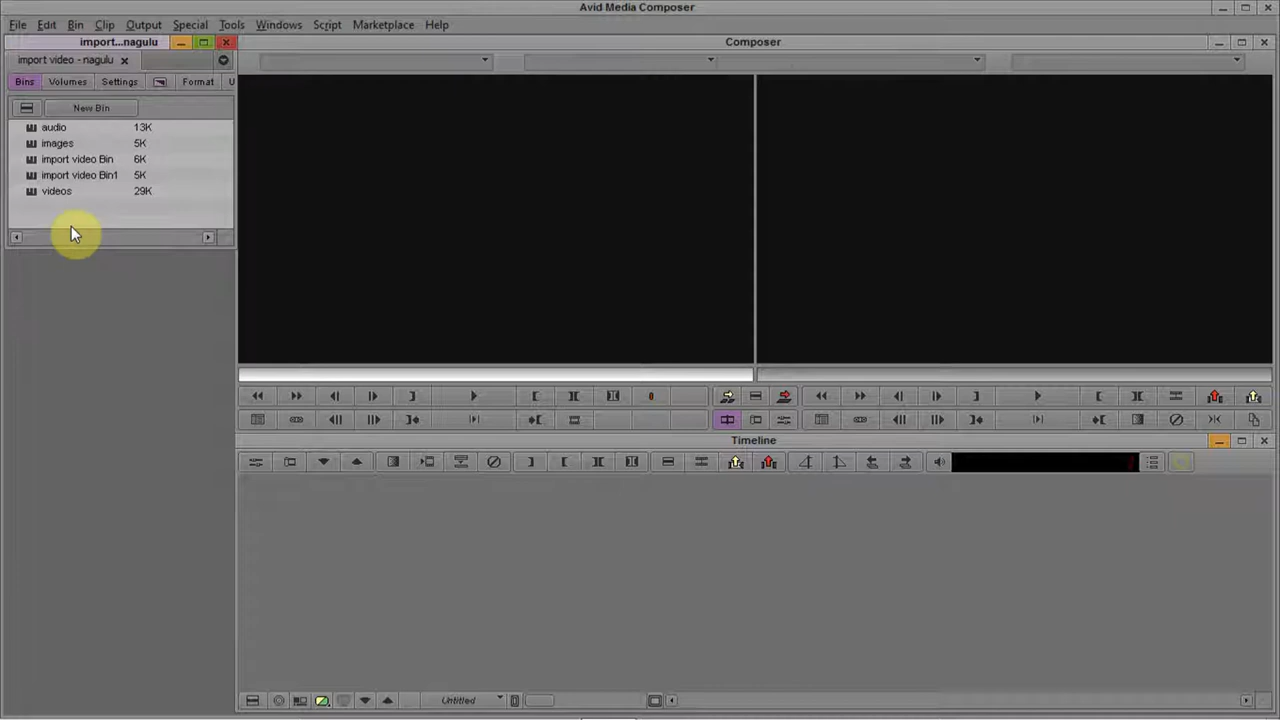 Avid Media Composer
File Edit Bin Clip Output Special Tools Windows Script Marketplace Help
import...nagulu
Composer
import video - nagulu
Bins Volumes Settings Format U
New Bin
audio 13K
images 5K
import video Bin 6K
import video Bin1 5K
videos 29K
Timeline
Untitled